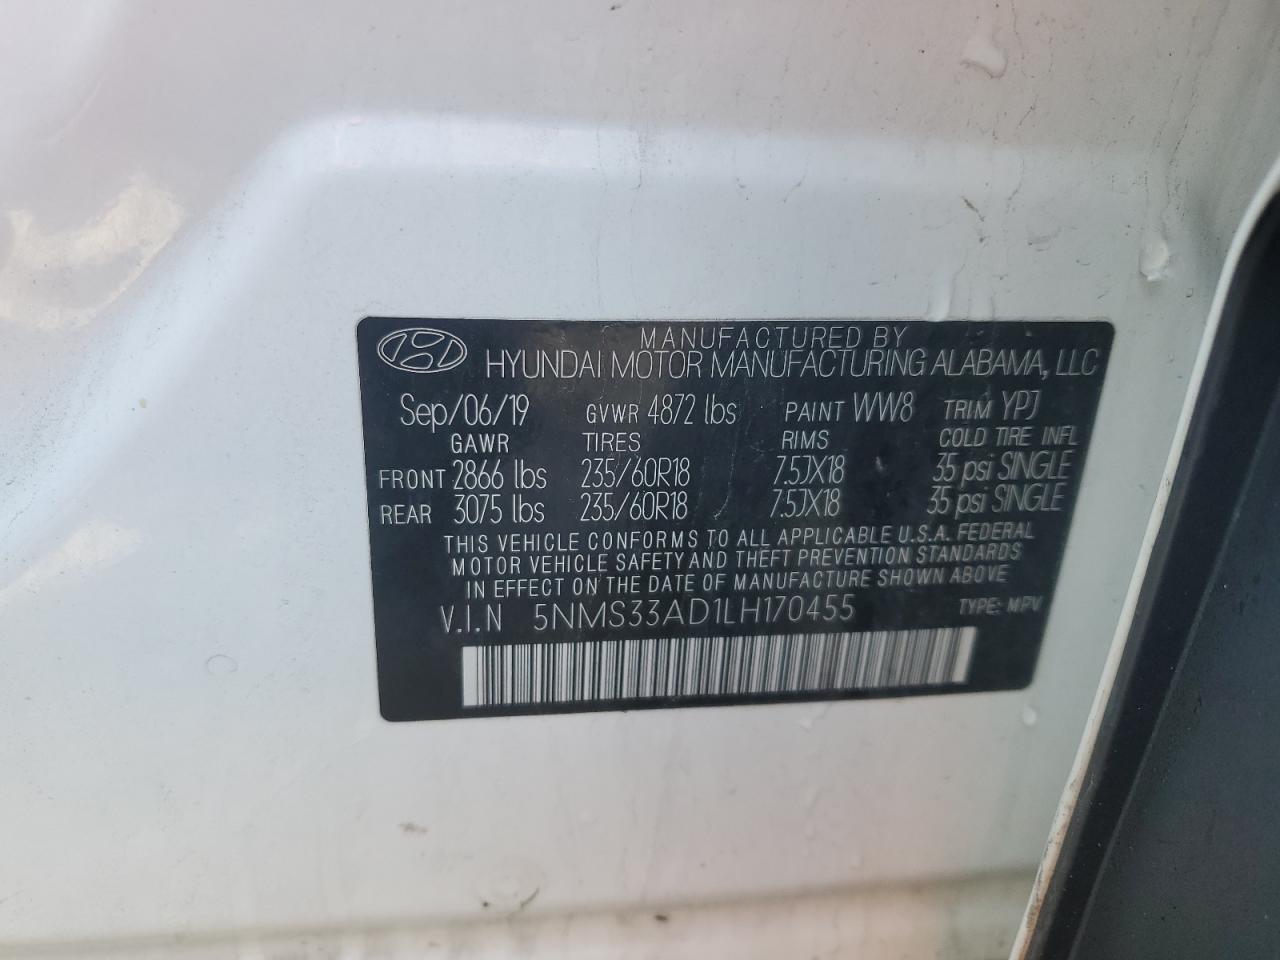 MANUFACTURED BY
HYUNDAI MOTOR MANUFACTURING ALABAMA, LLC
Sep/06/19 GVWR 4872 lbs PAINT WW8 TRIM YPJ
GAWR TIRES RIMS COLD TIRE INFL
FRONT 2866 lbs 235/60R18 7.5JX18 35 psi SINGLE
REAR 3075 lbs 235/60R18 7.5JX18 35 psi SINGLE
THIS VEHICLE CONFORMS TO ALL APPLICABLE U.S.A. FEDERAL
MOTOR VEHICLE SAFETY AND THEFT PREVENTION STANDARDS
IN EFFECT ON THE DATE OF MANUFACTURE SHOWN ABOVE
V.I.N 5NMS33AD1LH170455 TYPE: MPV